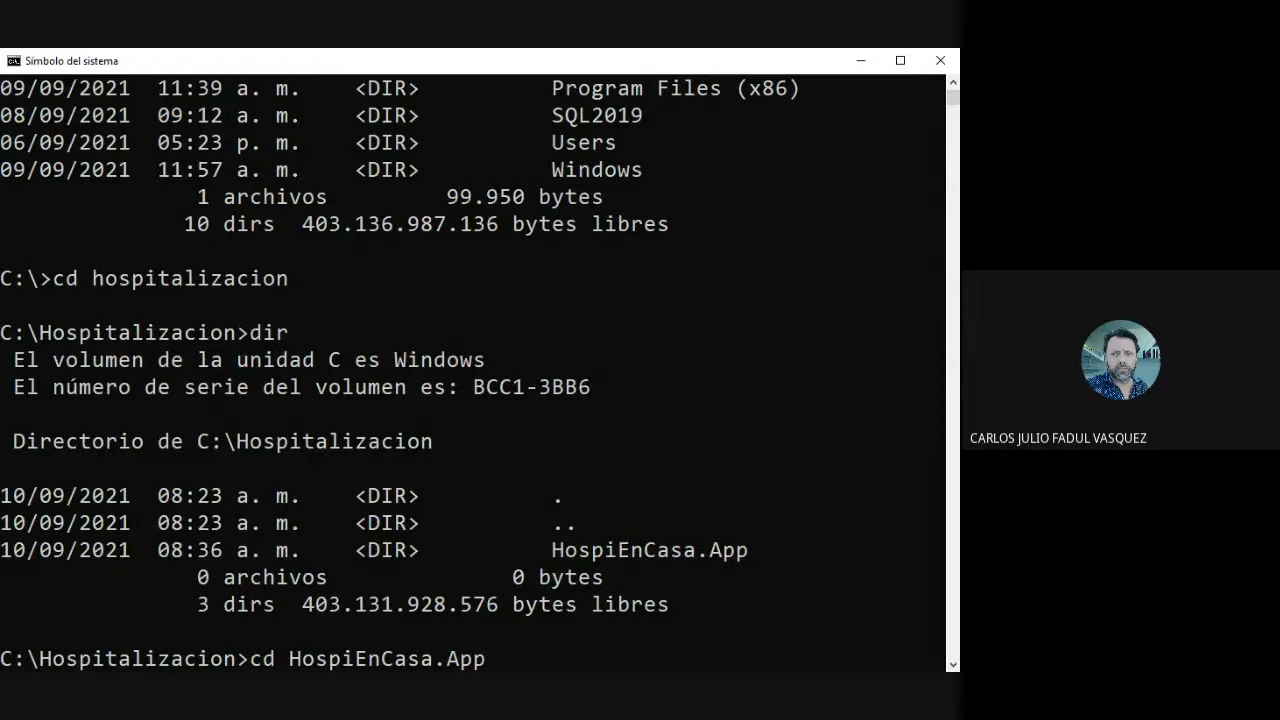 Símbolo del sistema
09/09/2021  11:39 a. m.    <DIR>          Program Files (x86)
08/09/2021  09:12 a. m.    <DIR>          SQL2019
06/09/2021  05:23 p. m.    <DIR>          Users
09/09/2021  11:57 a. m.    <DIR>          Windows
               1 archivos         99.950 bytes
              10 dirs  403.136.987.136 bytes libres
C:\>cd hospitalizacion
C:\Hospitalizacion>dir
 El volumen de la unidad C es Windows
 El número de serie del volumen es: BCC1-3BB6
 Directorio de C:\Hospitalizacion
10/09/2021  08:23 a. m.    <DIR>          .
10/09/2021  08:23 a. m.    <DIR>          ..
10/09/2021  08:36 a. m.    <DIR>          HospiEnCasa.App
               0 archivos              0 bytes
               3 dirs  403.131.928.576 bytes libres
C:\Hospitalizacion>cd HospiEnCasa.App
CARLOS JULIO FADUL VASQUEZ